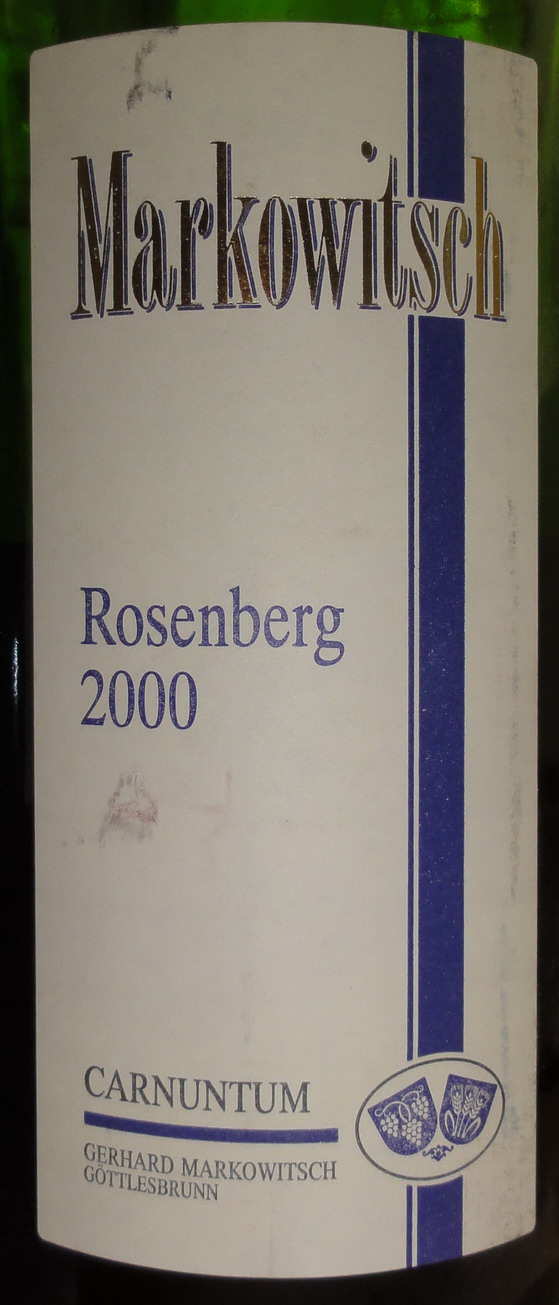 Markowitsch
Rosenberg
2000
CARNUNTUM
GERHARD MARKOWITSCH
GÖTTLESBRUNN